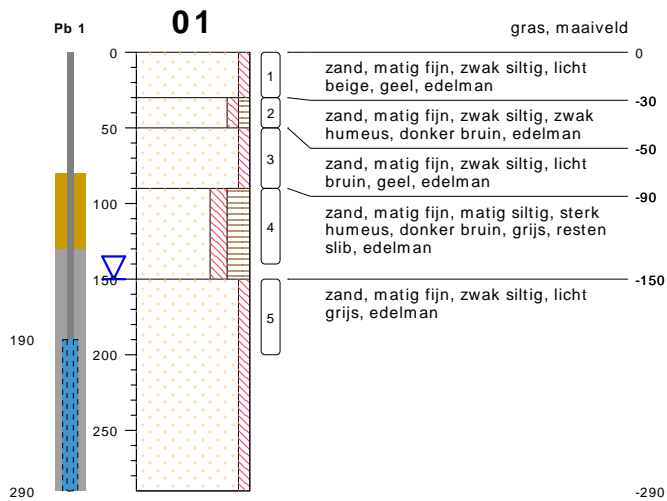 Pb 1
01
gras, maaiveld
0
0
1
zand, matig fijn, zwak siltig, licht
beige, geel, edelman
-30
2
zand, matig fijn, zwak siltig, zwak
humeus, donker bruin, edelman
50
-50
3
zand, matig fijn, zwak siltig, licht
bruin, geel, edelman
-90
100
4
zand, matig fijn, matig siltig, sterk
humeus, donker bruin, grijs, resten
slib, edelman
150
-150
5
zand, matig fijn, zwak siltig, licht
grijs, edelman
190
200
250
290
-290